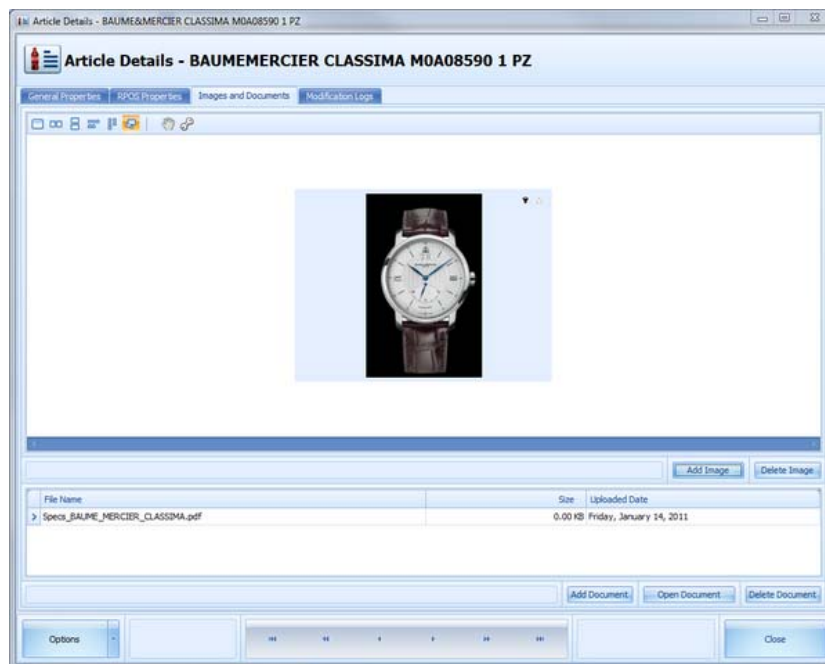 Article Details - BAUME&MERCIER CLASSIMA M0A08590 1 PZ
Article Details - BAUMEMERCIER CLASSIMA M0A08590 1 PZ
General Properties RPOS Properties Images and Documents Modification Logs
Add Image Delete Image
File Name Size Uploaded Date
Specs_BAUME_MERCIER_CLASSIMA.pdf 0.00 KB Friday, January 14, 2011
Add Document Open Document Delete Document
Options Close